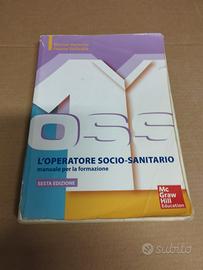 OSS
L'OPERATORE SOCIO-SANITARIO
manuale per la formazione
SESTA EDIZIONE
Mc
Graw
Hill
Education
subito